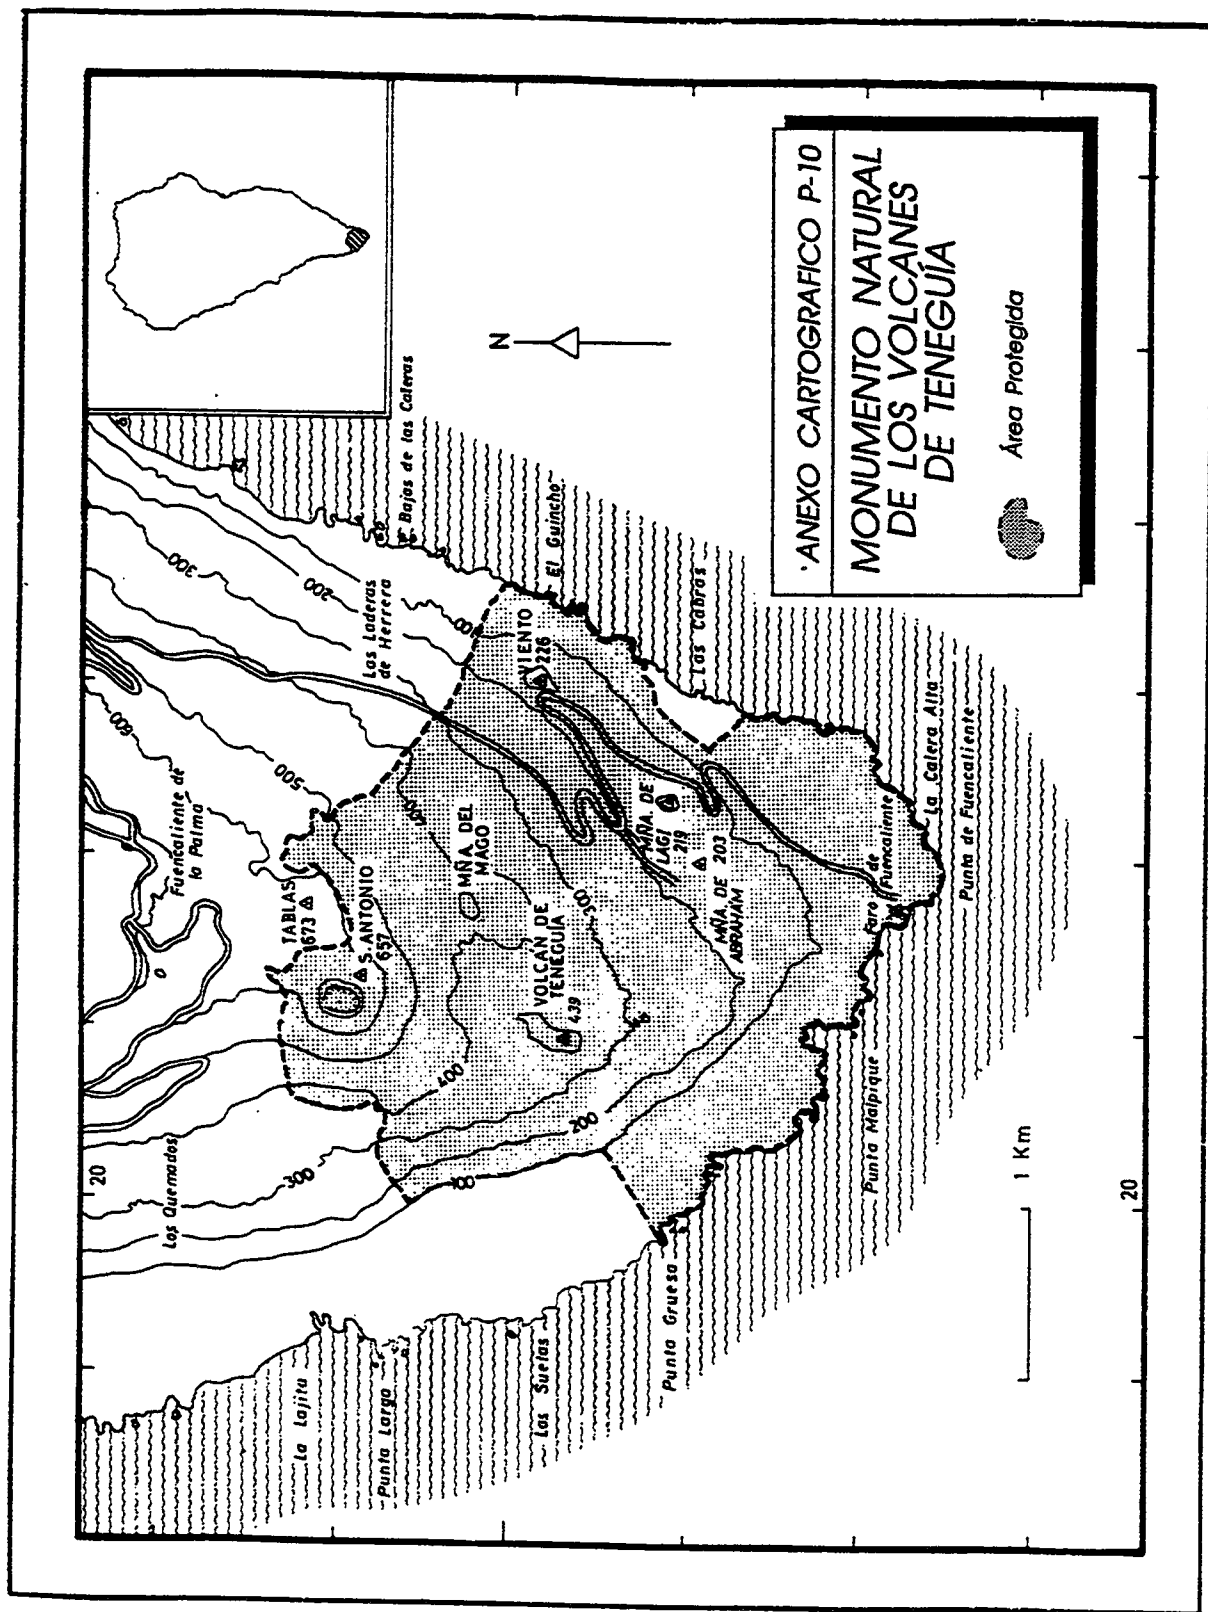 ANEXO CARTOGRAFICO P-10
MONUMENTO NATURAL
DE LOS VOLCANES
DE TENEGUÍA
Área Protegida
N
20
Los Quemados
Fuencaliente de
la Palma
600
500
300
200
100
Las Laderas
de Herrera
Bajas de las Caleras
El Guincho
Las Cabras
La Calera Alta
Punta de Fuencaliente
Faro de
Fuencaliente
Punta Malpique
Punta Gruesa
Las Suelas
Punta Larga
La Lajita
300
400
200
100
TABLAS
673
S. ANTONIO
657
MÑA. DEL
MAGO
VOLCAN DE
TENEGUÍA
439
400
300
VIENTO
226
MÑA. DE
LAGI
219
MÑA. DE 203
ABRAHAM
1 Km
20